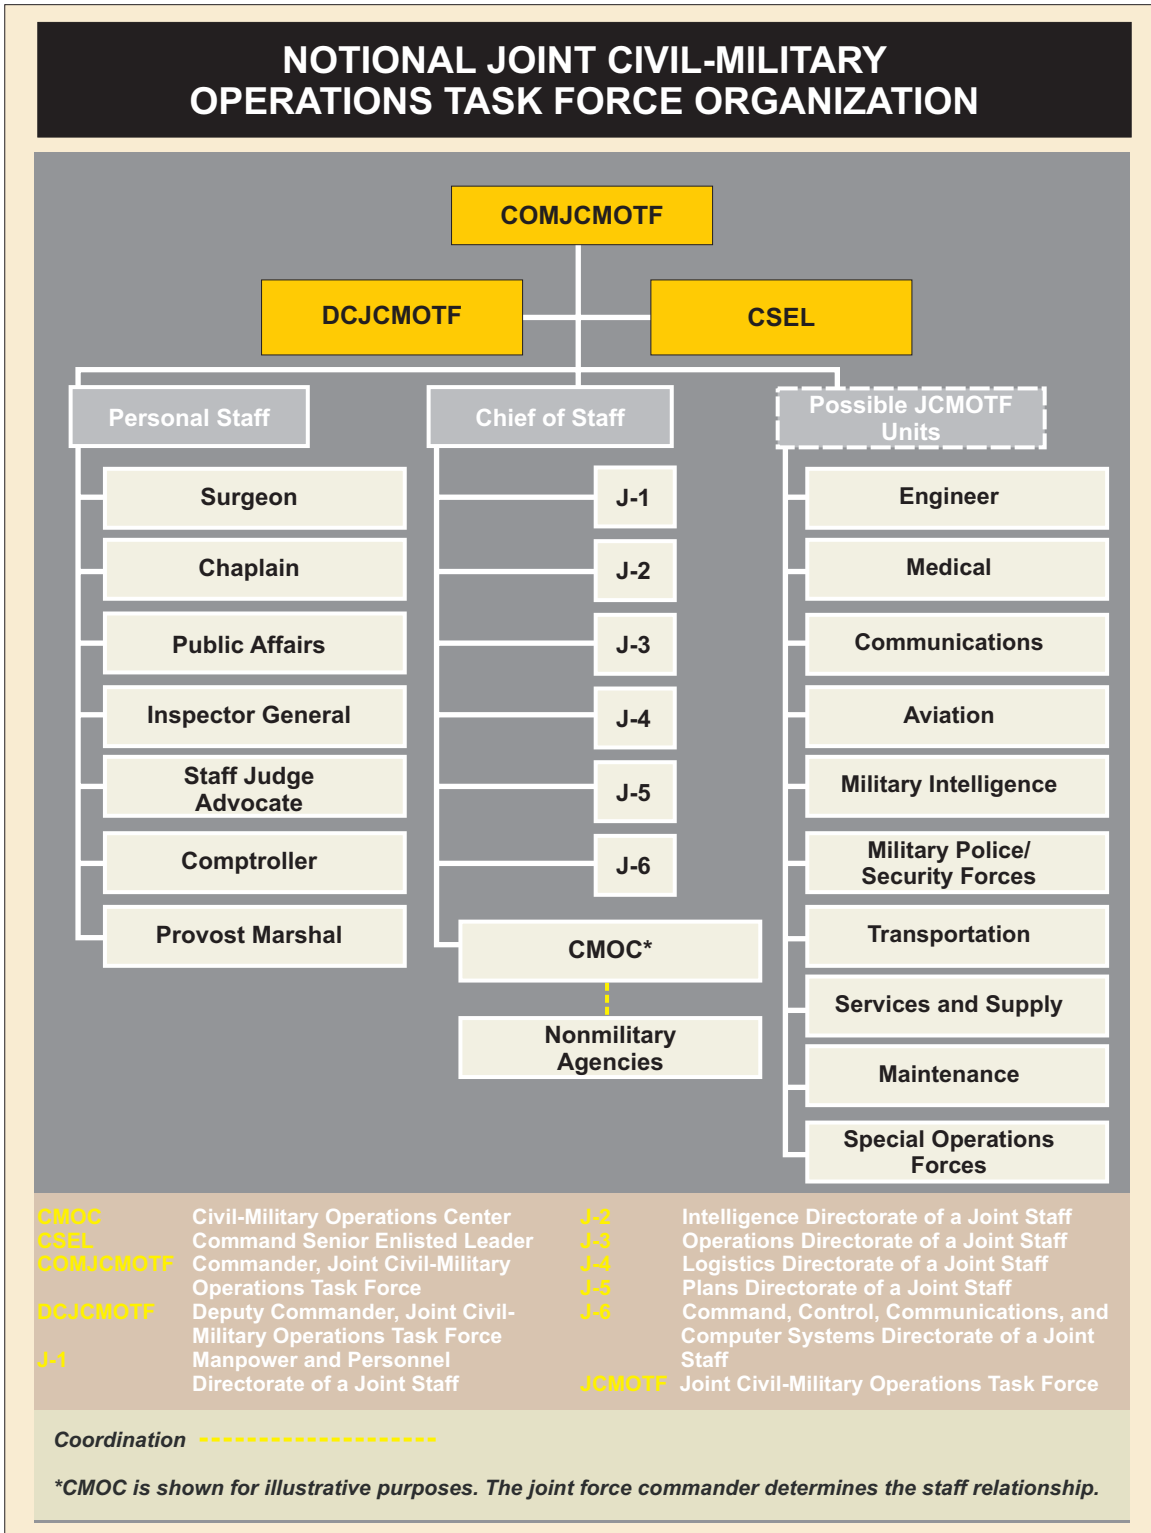 NOTIONAL JOINT CIVIL-MILITARY
OPERATIONS TASK FORCE ORGANIZATION
COMJCMOTF
DCJCMOTF
CSEL
Personal Staff
Surgeon
Chaplain
Public Affairs
Inspector General
Staff Judge
Advocate
Comptroller
Provost Marshal
Chief of Staff
J-1
J-2
J-3
J-4
J-5
J-6
CMOC*
Nonmilitary
Agencies
Possible JCMOTF
Units
Engineer
Medical
Communications
Aviation
Military Intelligence
Military Police/
Security Forces
Transportation
Services and Supply
Maintenance
Special Operations
Forces
CMOC Civil-Military Operations Center
CSEL Command Senior Enlisted Leader
COMJCMOTF Commander, Joint Civil-Military
Operations Task Force
DCJCMOTF Deputy Commander, Joint Civil-
Military Operations Task Force
J-1 Manpower and Personnel
Directorate of a Joint Staff
J-2 Intelligence Directorate of a Joint Staff
J-3 Operations Directorate of a Joint Staff
J-4 Logistics Directorate of a Joint Staff
J-5 Plans Directorate of a Joint Staff
J-6 Command, Control, Communications, and
Computer Systems Directorate of a Joint
Staff
JCMOTF Joint Civil-Military Operations Task Force
Coordination
*CMOC is shown for illustrative purposes. The joint force commander determines the staff relationship.